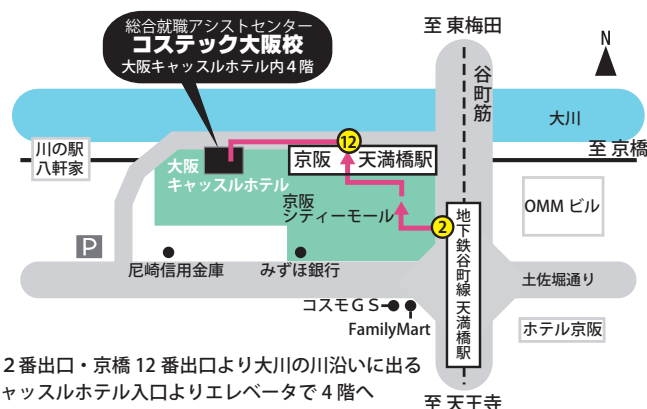 総合就職アシストセンター
コステック大阪校
大阪キャッスルホテル内４階
至 東梅田
N
谷町筋
大川
12
至 京橋
川の駅
八軒家
京阪 天満橋駅
大阪
キャッスルホテル
京阪
シティーモール
2
OMM ビル
地下鉄谷町線 天満橋駅
P
尼崎信用金庫
みずほ銀行
土佐堀通り
コスモＧＳ
FamilyMart
ホテル京阪
２番出口・京橋 12 番出口より大川の川沿いに出る
ャッスルホテル入口よりエレベータで 4 階へ
至 天王寺